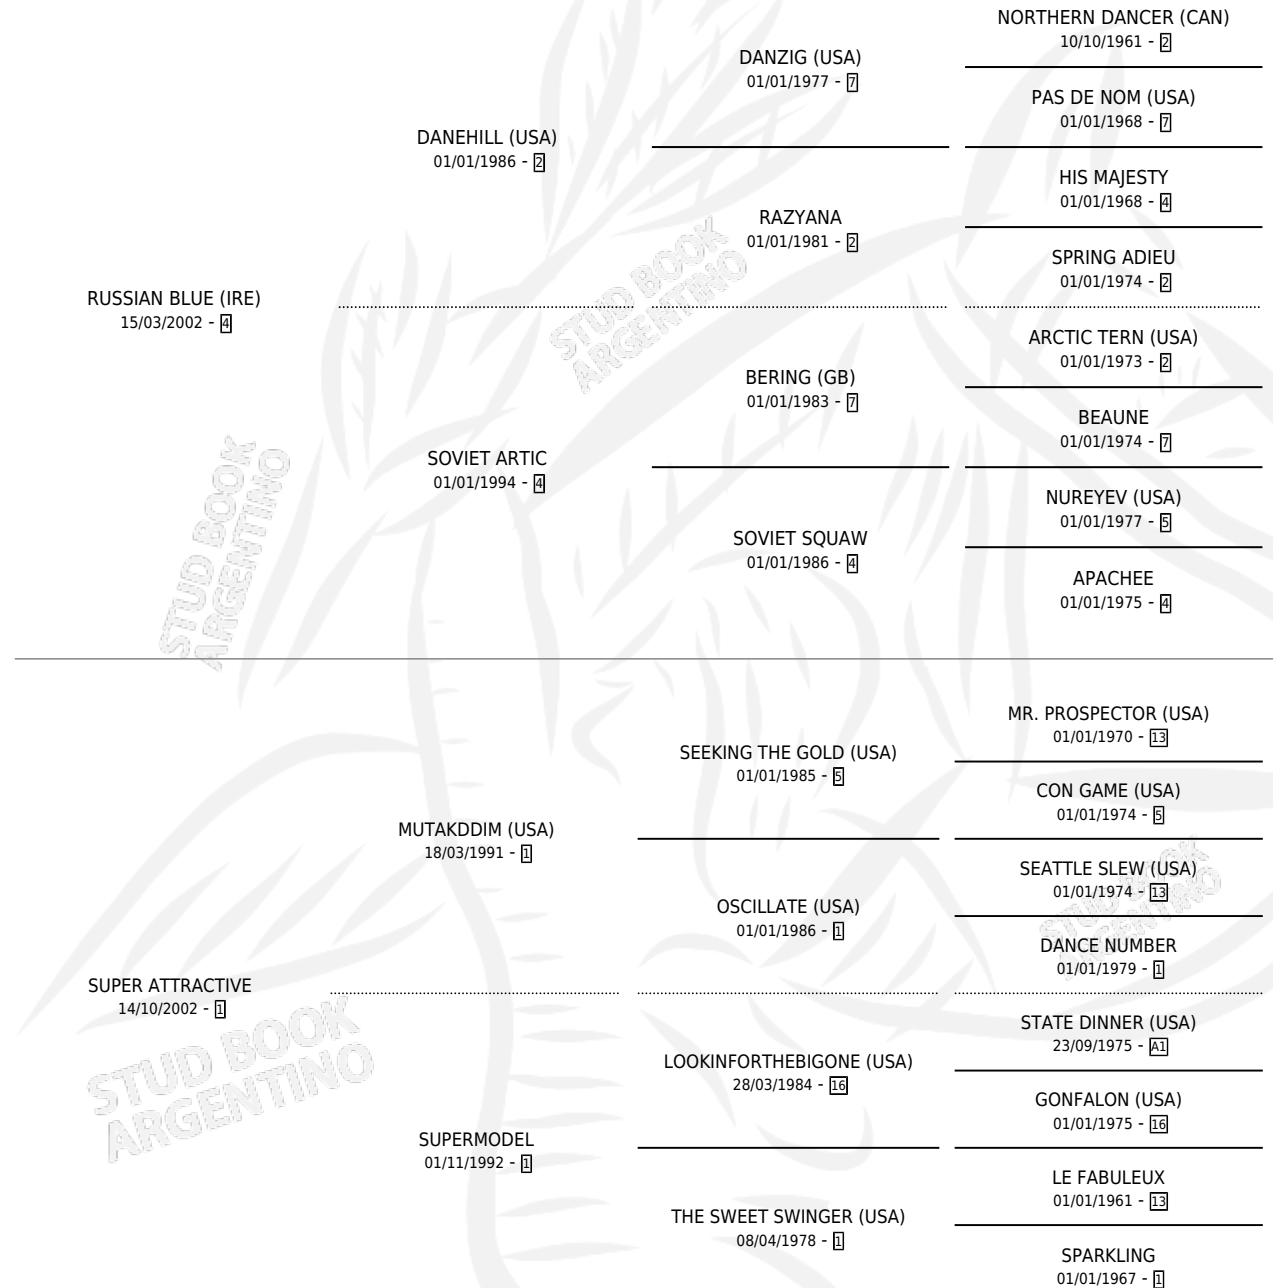 NORTHERN DANCER (CAN)
10/10/1961 - 2
DANZIG (USA)
01/01/1977 - 7
PAS DE NOM (USA)
01/01/1968 - 7
DANEHILL (USA)
01/01/1986 - 2
HIS MAJESTY
01/01/1968 - 4
RAZYANA
01/01/1981 - 2
SPRING ADIEU
01/01/1974 - 2
RUSSIAN BLUE (IRE)
15/03/2002 - 4
STUD BOOK
ARGENTINO
ARCTIC TERN (USA)
01/01/1973 - 2
BERING (GB)
01/01/1983 - 7
BEAUNE
01/01/1974 - 7
SOVIET ARTIC
01/01/1994 - 4
NUREYEV (USA)
01/01/1977 - 5
SOVIET SQUAW
01/01/1986 - 4
APACHEE
01/01/1975 - 4
STUD BOOK
ARGENTINO
MR. PROSPECTOR (USA)
01/01/1970 - 13
SEEKING THE GOLD (USA)
01/01/1985 - 5
CON GAME (USA)
01/01/1974 - 5
MUTAKDDIM (USA)
18/03/1991 - 1
SEATTLE SLEW (USA)
01/01/1974 - 13
STUD BOOK
ARGENTINO
OSCILLATE (USA)
01/01/1986 - 1
DANCE NUMBER
01/01/1979 - 1
SUPER ATTRACTIVE
14/10/2002 - 1
STUD BOOK
ARGENTINO
STATE DINNER (USA)
23/09/1975 - A1
LOOKINFORTHEBIGONE (USA)
28/03/1984 - 16
GONFALON (USA)
01/01/1975 - 16
SUPERMODEL
01/11/1992 - 1
LE FABULEUX
01/01/1961 - 13
THE SWEET SWINGER (USA)
08/04/1978 - 1
SPARKLING
01/01/1967 - 1